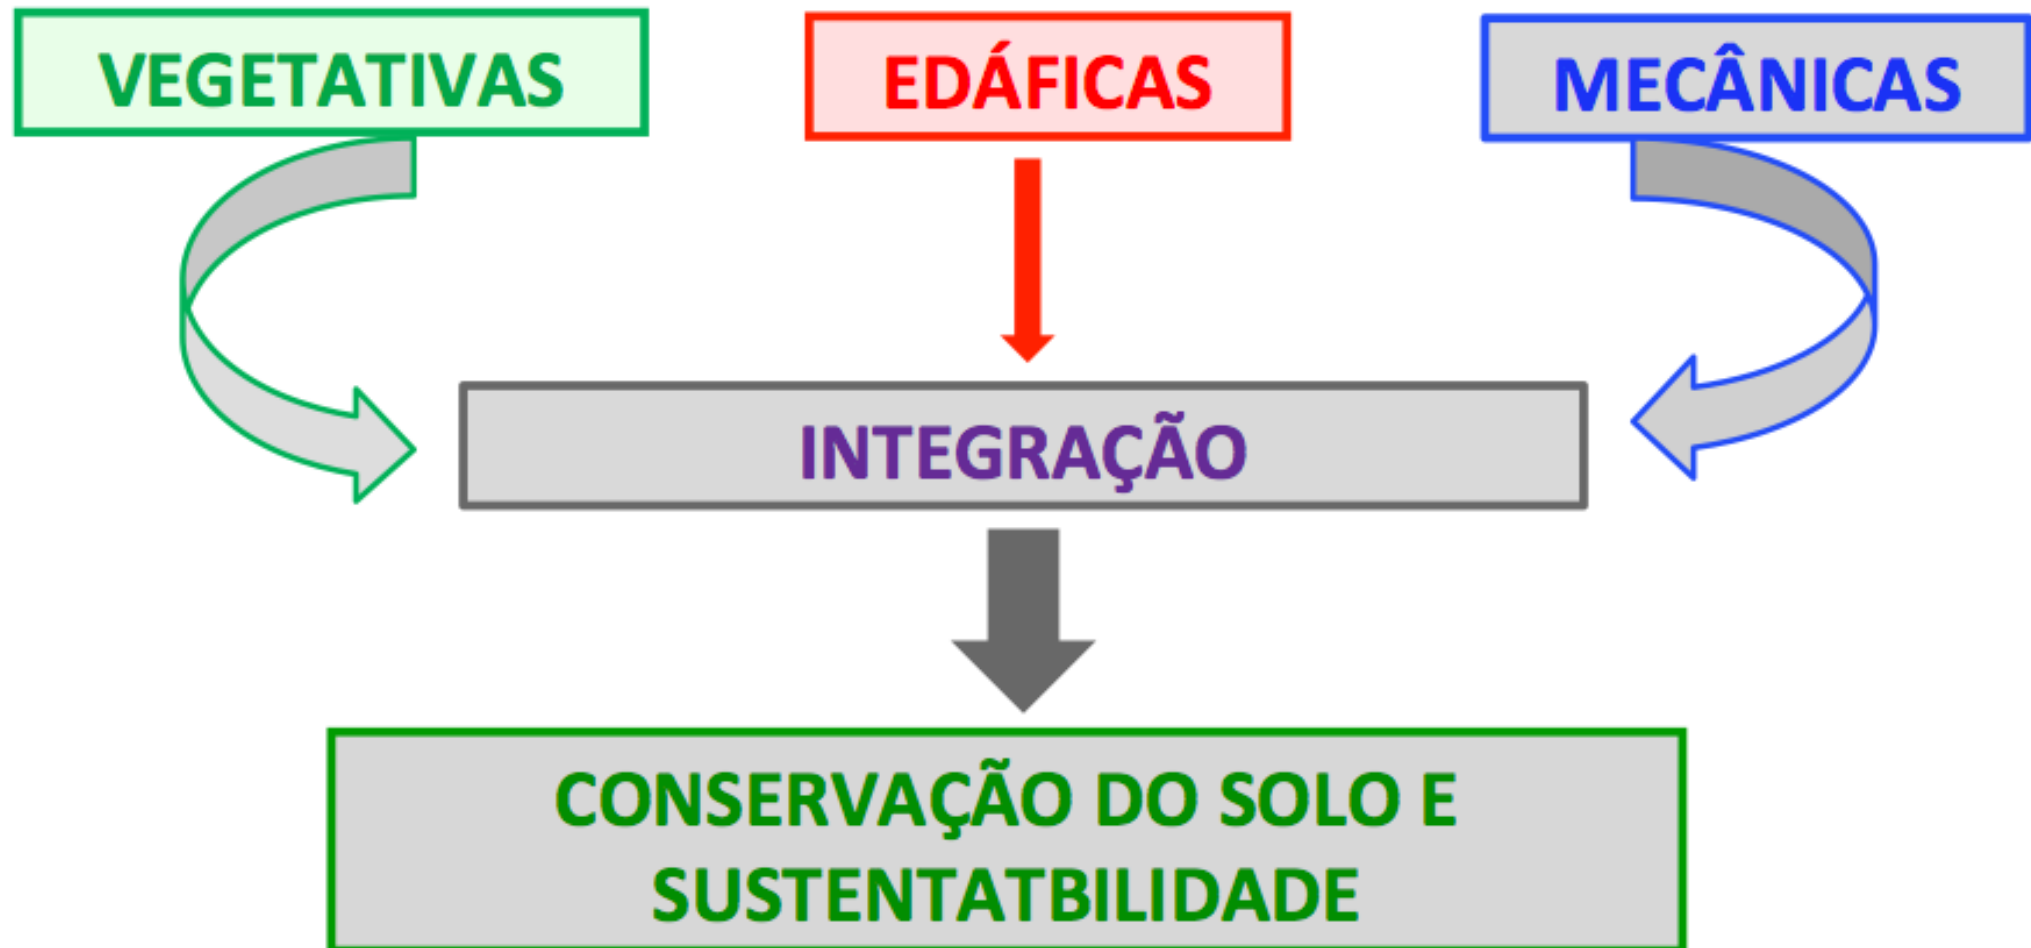 VEGETATIVAS
EDÁFICAS
MECÂNICAS
INTEGRAÇÃO
CONSERVAÇÃO DO SOLO E
SUSTENTATBILIDADE